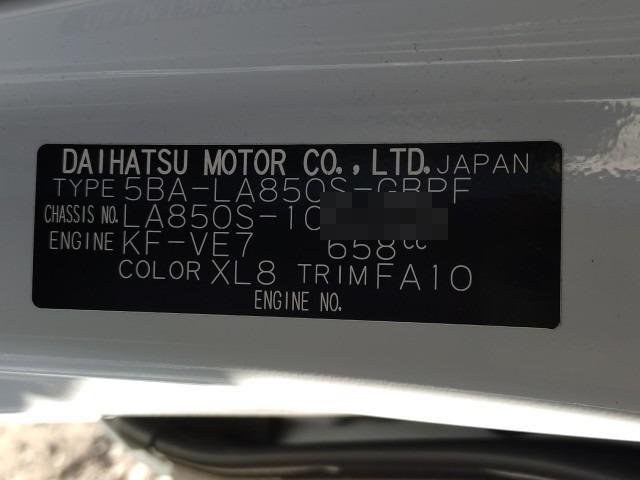 DAIHATSU MOTOR CO.,LTD. JAPAN
TYPE 5BA-LA850S-GBPF
CHASSIS NO. LA850S-10
ENGINE KF-VE7 658cc
COLOR XL8 TRIM FA10
ENGINE NO.